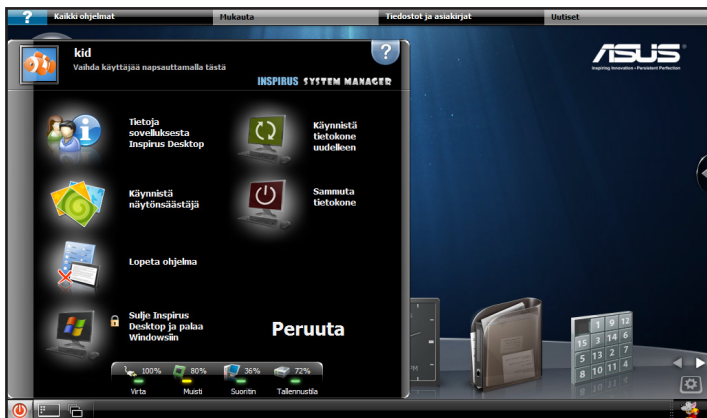 ? Kaikki ohjelmat Mukauta Tiedostot ja asiakirjat Uutiset
kid
Vaihda käyttäjää napsauttamalla tästä
?
INSPIRUS SYSTEM MANAGER
ASUS
Inspiring Innovation • Persistent Perfection
Tietoja
sovelluksesta
Inspirus Desktop
Käynnistä
tietokone
uudelleen
Käynnistä
näytönsäästäjä
Sammuta
tietokone
Lopeta ohjelma
Sulje Inspirus
Desktop ja palaa
Windowsiin
Peruuta
100% 80% 36% 72%
Virta Muisti Suoritin Tallennustila
PM
1 9 12
15 3 14 6
5 13 2 7
8 10 11 4